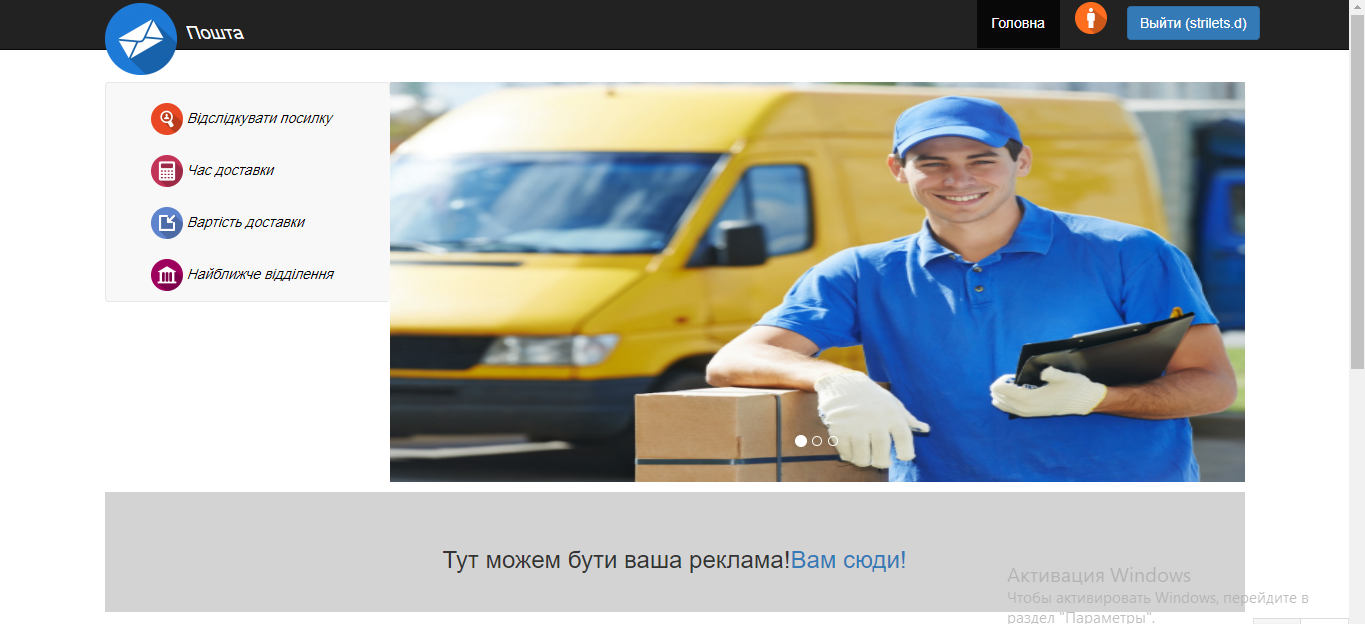 Пошта
Головна
Выйти (strilets.d)
Відслідкувати посилку
Час доставки
Вартість доставки
Найближче відділення
Тут можем бути ваша реклама!Вам сюди!
Активация Windows
Чтобы активировать Windows, перейдите в
раздел "Параметры".